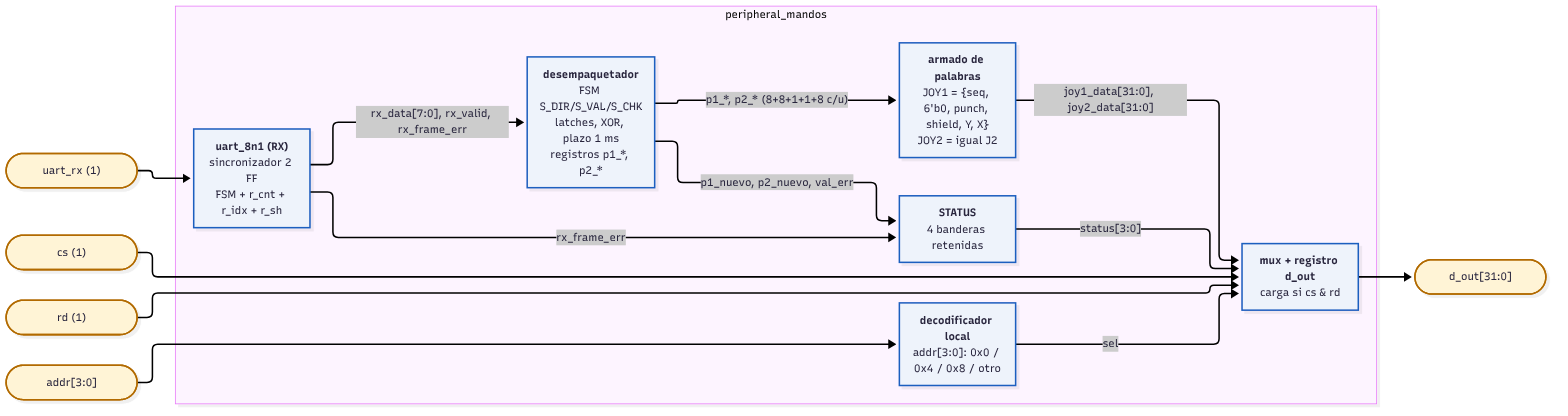 peripheral_mandos
uart_rx (1)
cs (1)
rd (1)
addr[3:0]
uart_8n1 (RX)
sincronizador 2
FF
FSM + r_cnt +
r_idx + r_sh
rx_data[7:0], rx_valid,
rx_frame_err
rx_frame_err
desempaquetador
FSM
S_DIR/S_VAL/S_CHK
latches, XOR,
plazo 1 ms
registros p1_*,
p2_*
p1_*, p2_* (8+8+1+1+8 c/u)
p1_nuevo, p2_nuevo, val_err
armado de
palabras
JOY1 = {seq,
6'b0, punch,
shield, Y, X}
JOY2 = igual J2
STATUS
4 banderas
retenidas
decodificador
local
addr[3:0]: 0x0 /
0x4 / 0x8 / otro
joy1_data[31:0],
joy2_data[31:0]
status[3:0]
sel
mux + registro
d_out
carga si cs & rd
d_out[31:0]